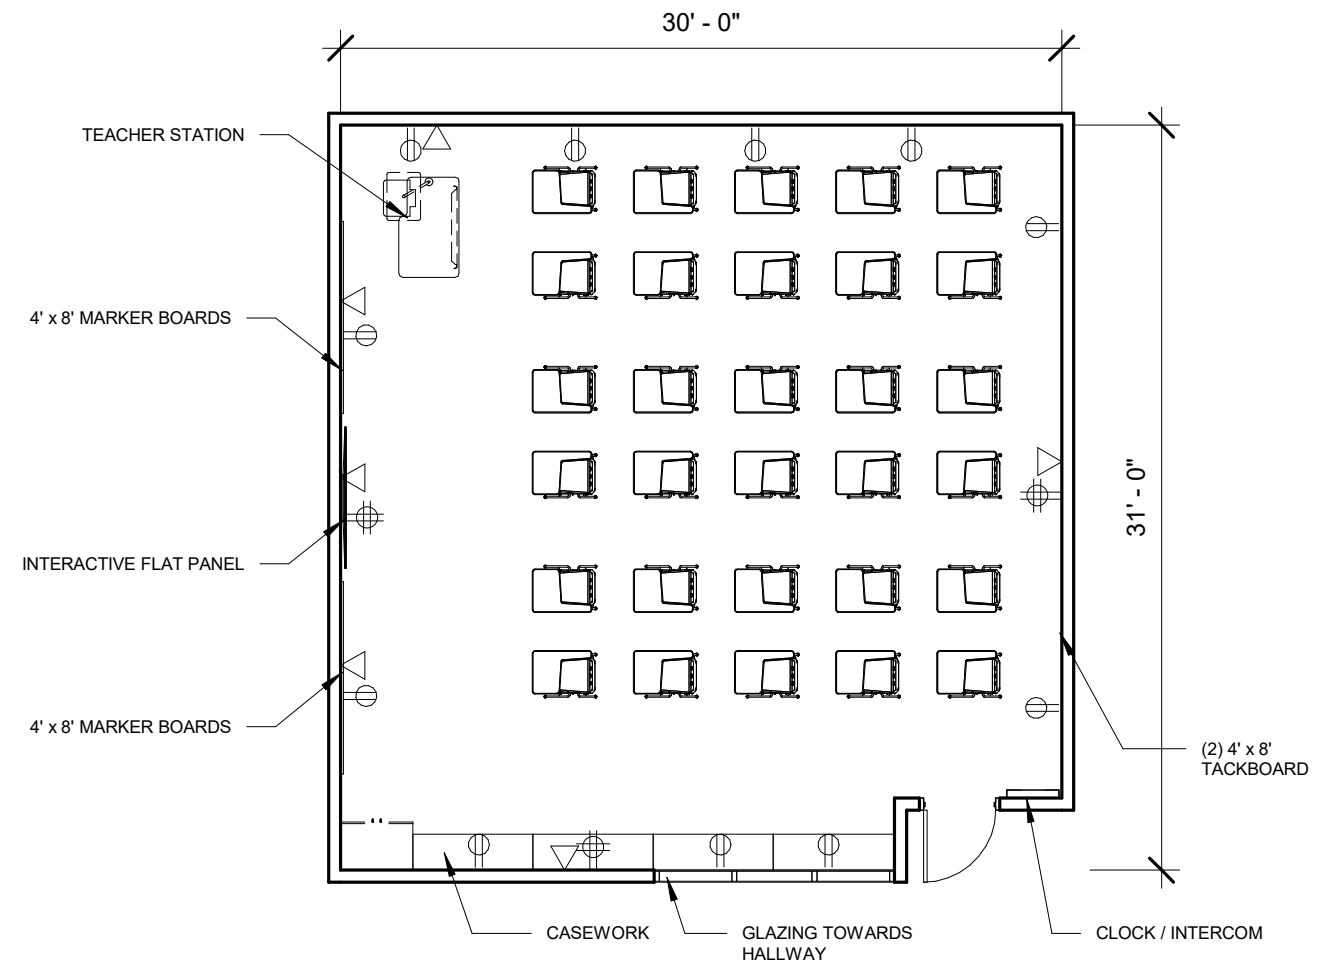 30' - 0"
TEACHER STATION
4' x 8' MARKER BOARDS
31' - 0"
INTERACTIVE FLAT PANEL
4' x 8' MARKER BOARDS
(2) 4' x 8'
TACKBOARD
CASEWORK
GLAZING TOWARDS
HALLWAY
CLOCK / INTERCOM